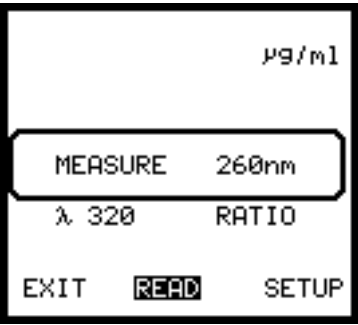 µg/ml
MEASURE 260nm
λ 320 RATIO
EXIT READ SETUP